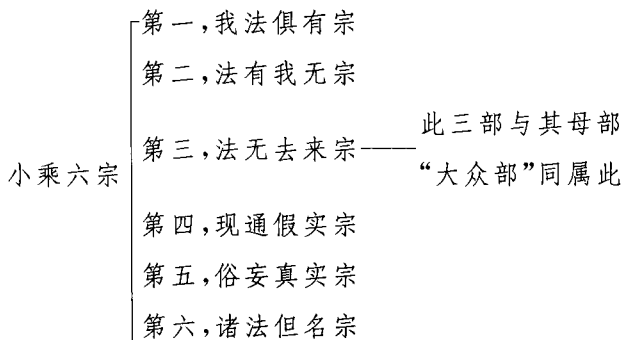 小乘六宗
第一，我法俱有宗
第二，法有我无宗
第三，法无去来宗——此三部与其母部
“大众部”同属此
第四，现通假实宗
第五，俗妄真实宗
第六，诸法但名宗